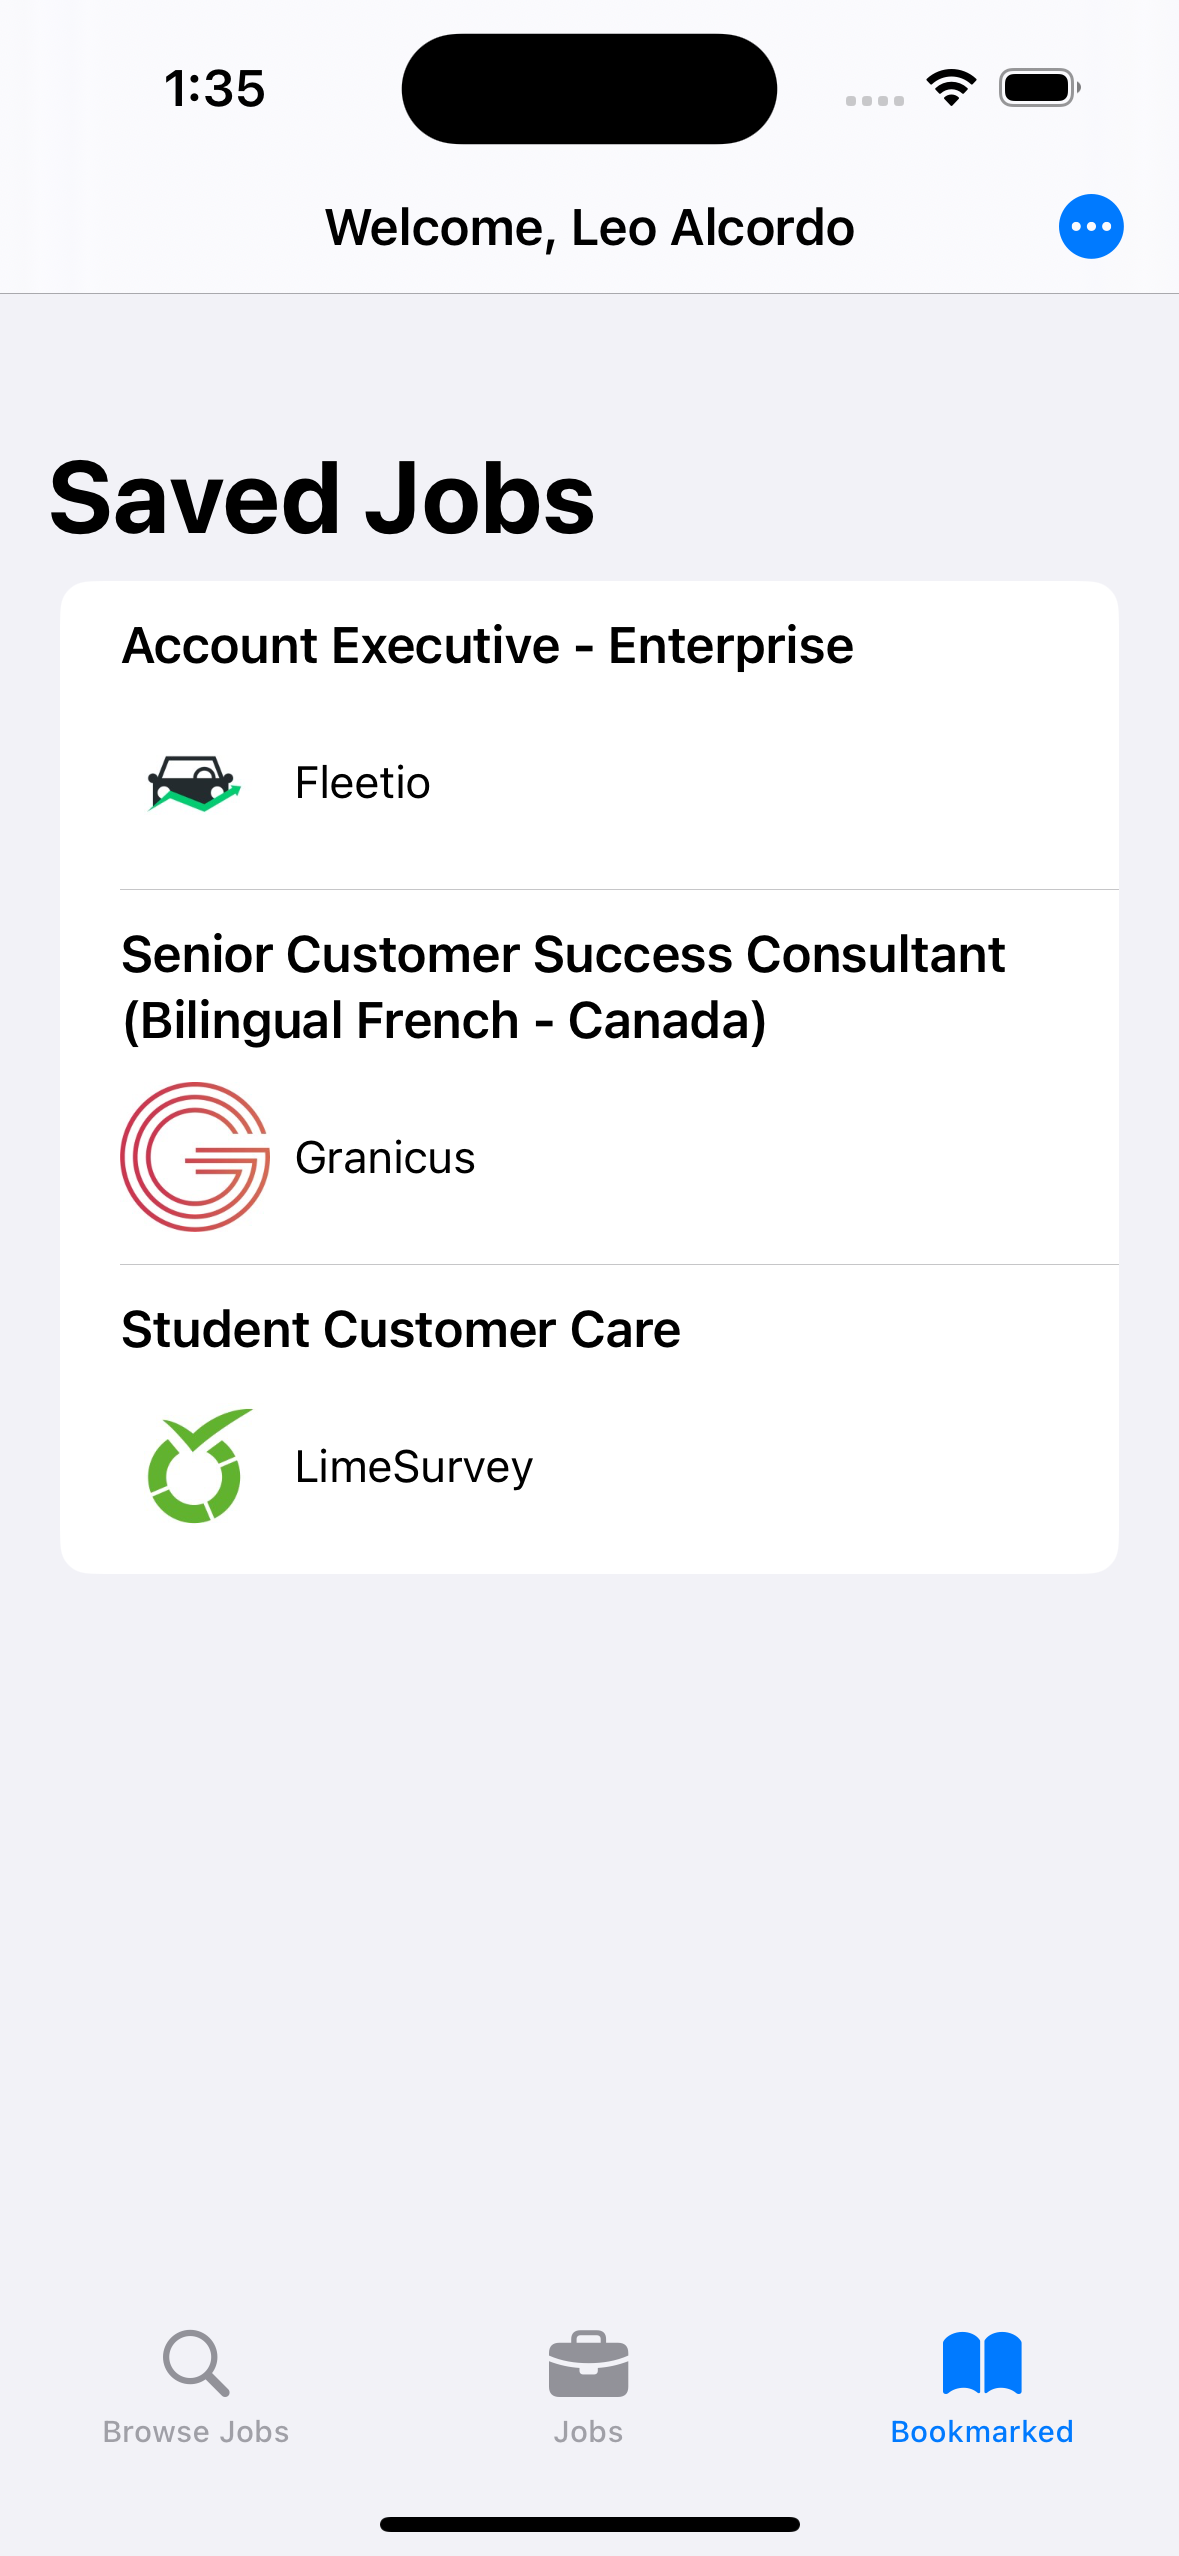 1:35
Welcome, Leo Alcordo
Saved Jobs
Account Executive - Enterprise
Fleetio
Senior Customer Success Consultant
(Bilingual French - Canada)
Granicus
Student Customer Care
LimeSurvey
Browse Jobs
Jobs
Bookmarked